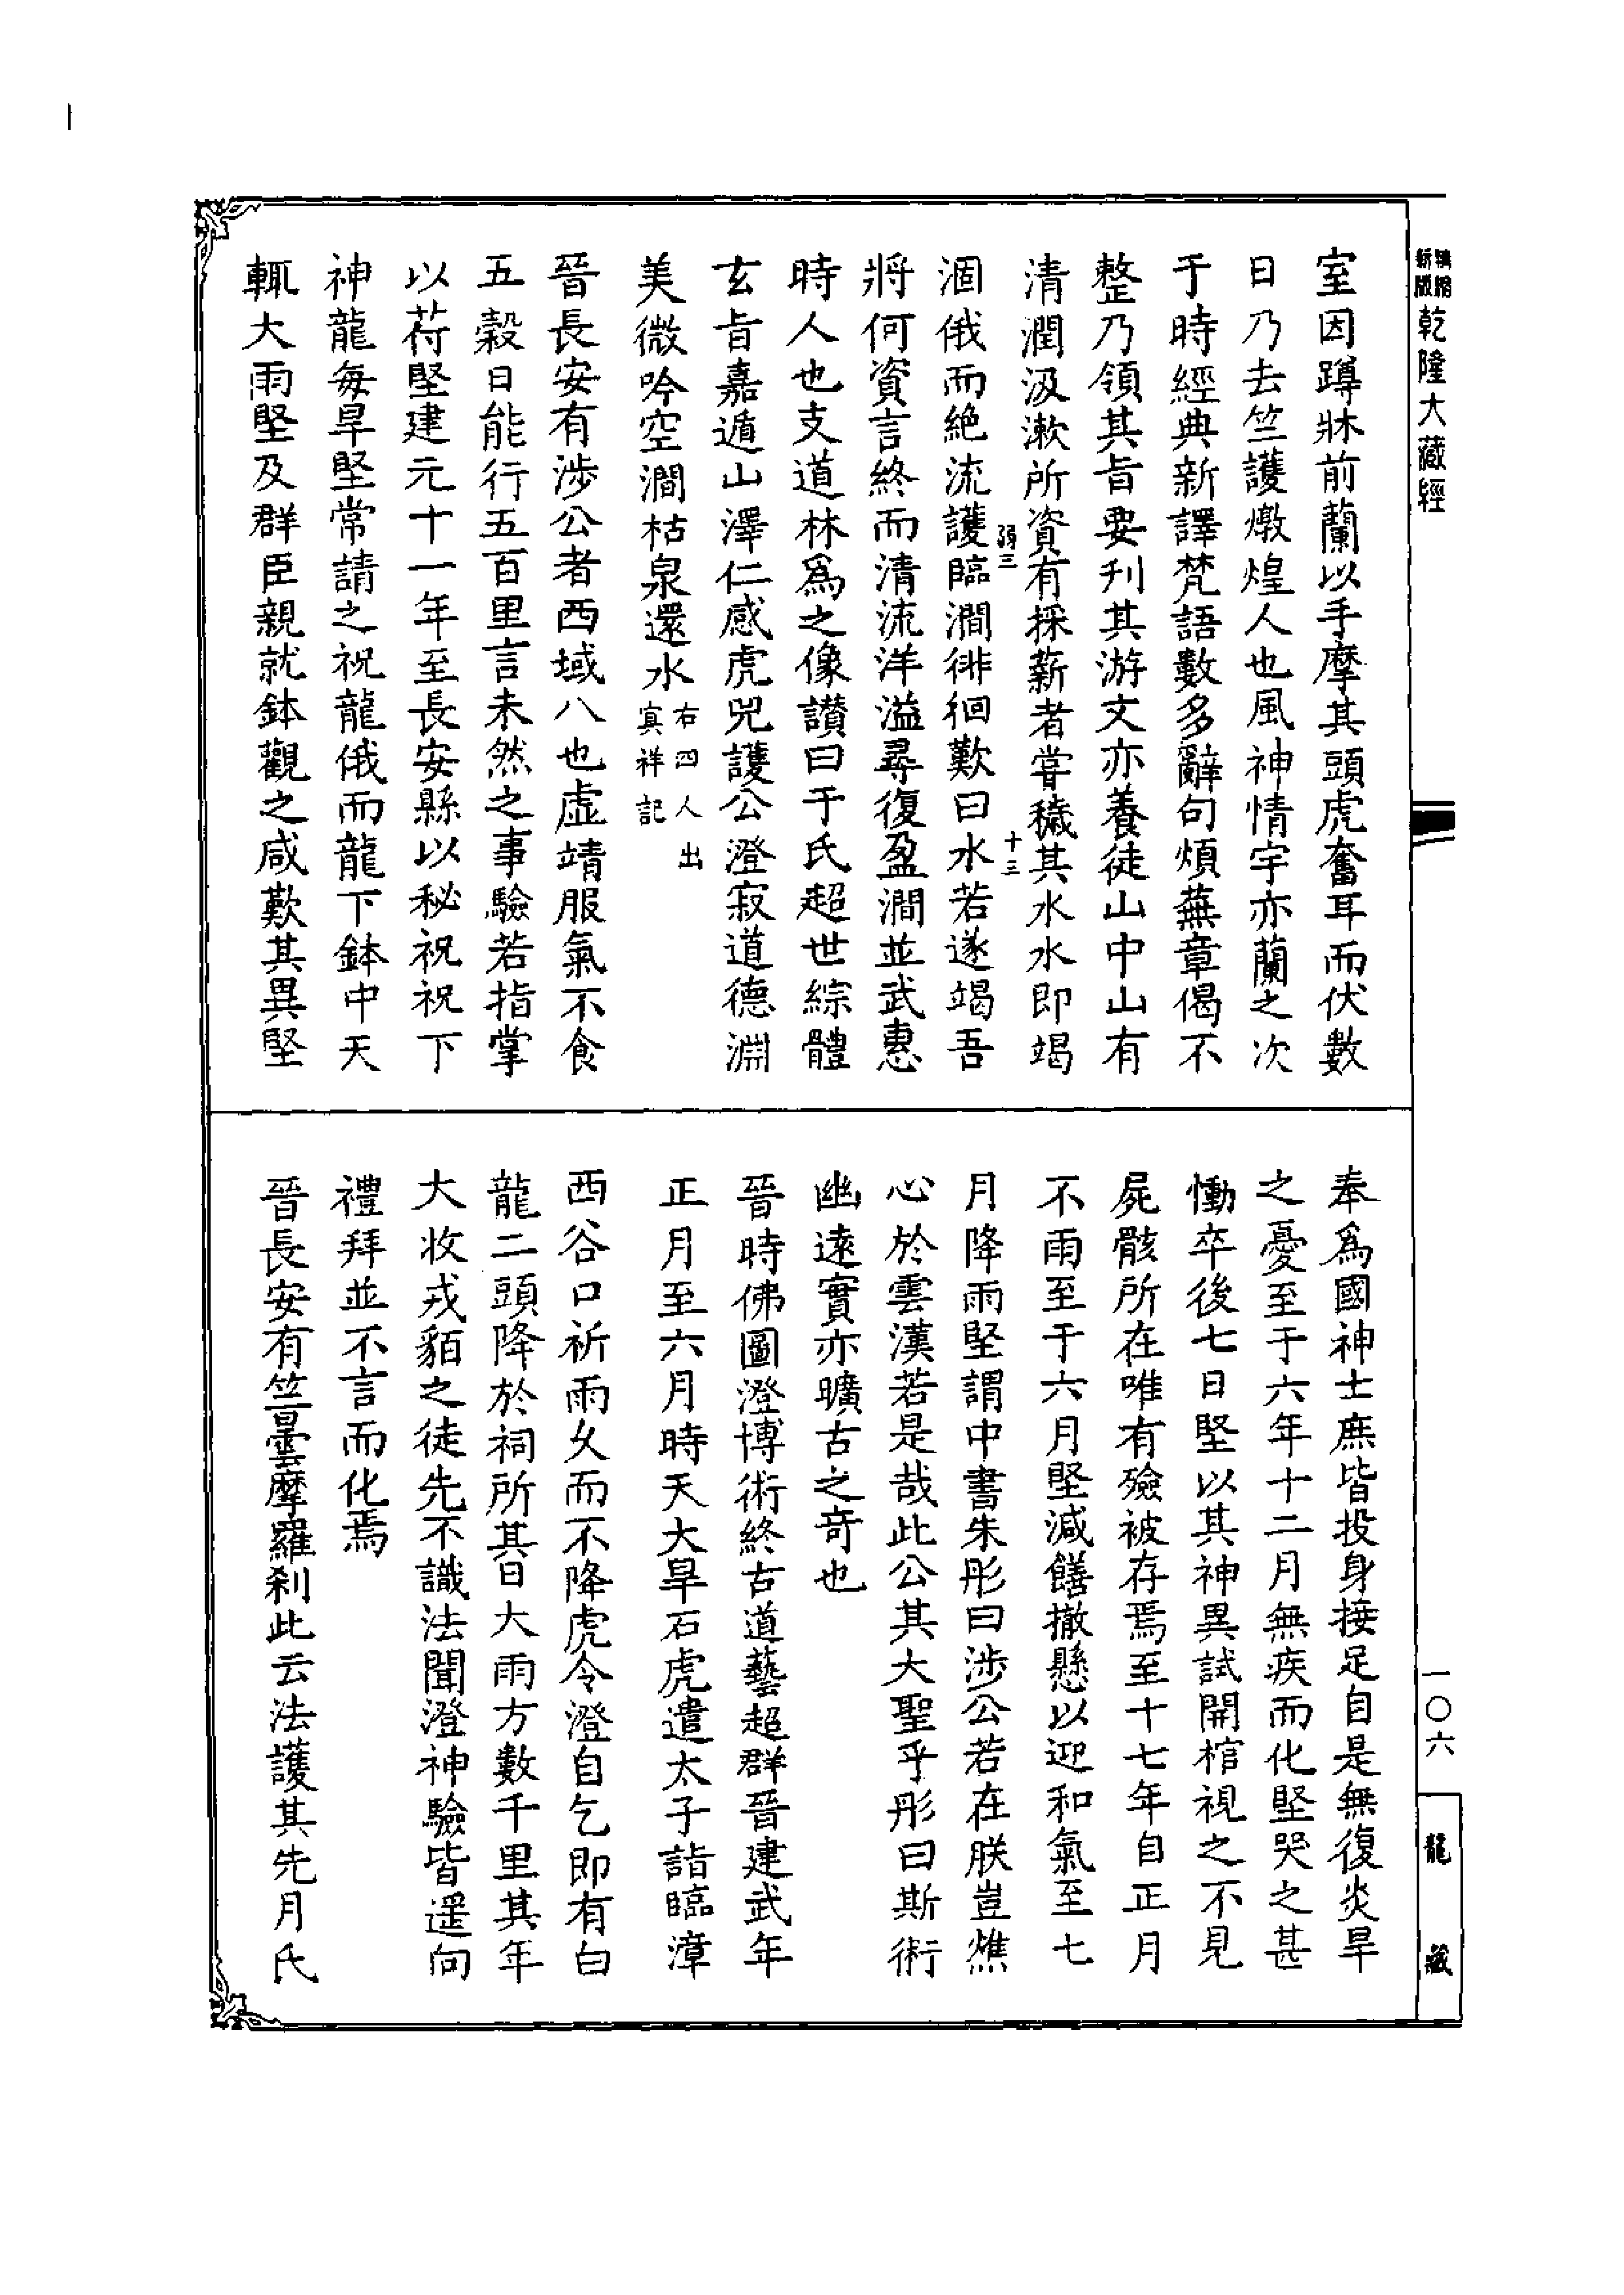 乾隆大藏經
室因蹲牀前蘭以手摩其頭虎奮耳而伏數
日乃去竺護燉煌人也風神情宇亦蘭之次
于時經典新譯梵語數多辭句煩蕪章偈不
整乃領其旨要刋其游文亦養徒山中山有
清潤汲漱所資有採薪者甞穢其水水即竭
弱三 十三
涸俄而絶流護臨澗徘徊歎曰水若遂竭吾
將何資言終而清流洋溢尋復盈澗並武惠
時人也支道林爲之像讃曰于氏超世綜體
玄旨嘉遁山澤仁感虎兕護公澄寂道德淵
美微吟空澗枯泉還水右四人出寘祥記
晉長安有涉公者西域八也虛靖服氣不食
五穀日能行五百里言未然之事驗若指掌
以苻堅建元十一年至長安縣以秘祝祝下
神龍每旱堅常請之祝龍俄而龍下鉢中天
輙大雨堅及群臣親就鉢觀之咸歎其異堅
奉爲國神士庶皆投身接足自是無復炎旱
之憂至于六年十二月無疾而化堅哭之甚
慟卒後七日堅以其神異試開棺視之不見
屍骸所在唯有殮被存焉至十七年自正月
不雨至于六月堅減饍撤懸以迎和氣至七
月降雨堅謂中書朱彤曰涉公若在朕豈燋
心於雲漢若是哉此公其大聖乎彤曰斯術
幽遠實亦曠古之竒也
晉時佛圖澄博術終古道藝超群晉建武年
正月至六月時天大旱石虎遣太子詣臨漳
西谷口祈雨久而不降虎令澄自乞即有白
龍二頭降於祠所其日大雨方數千里其年
大收戎貊之徒先不識法聞澄神驗皆遥向
禮拜並不言而化焉
晉長安有竺曇摩羅刹此云法護其先月氏
一〇六
龍藏